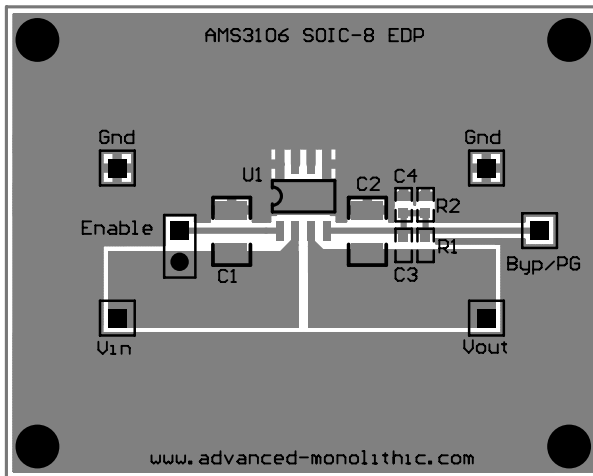 AMS3106 SOIC-8 EDP
Gnd
Gnd
U1
C2
C4
R2
Enable
R1
C1
C3
Byp/PG
Vin
Vout
www.advanced-monolithic.com